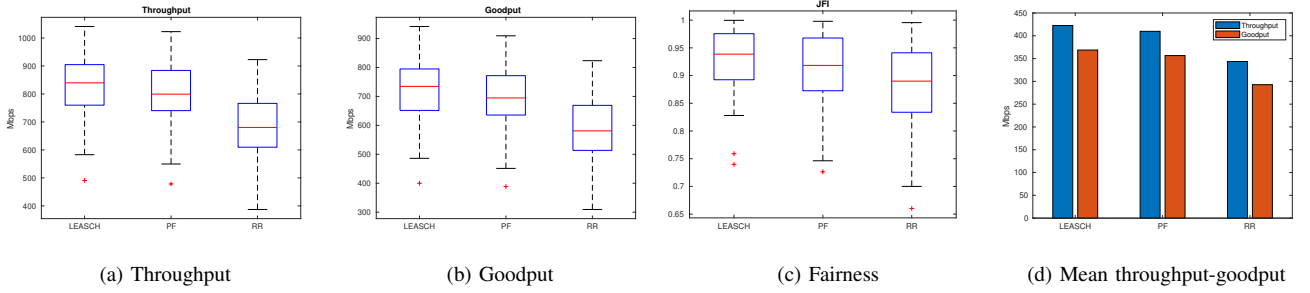 Throughput
1000
900
800
700
600
500
400
Mbps
LEASCH PF RR
(a) Throughput
Goodput
900
800
700
600
500
400
300
Mbps
LEASCH PF RR
(b) Goodput
JFI
1
0.95
0.9
0.85
0.8
0.75
0.7
0.65
LEASCH PF RR
(c) Fairness
450
400
350
300
250
200
150
100
50
0
Mbps
Throughput
Goodput
LEASCH PF RR
(d) Mean throughput-goodput